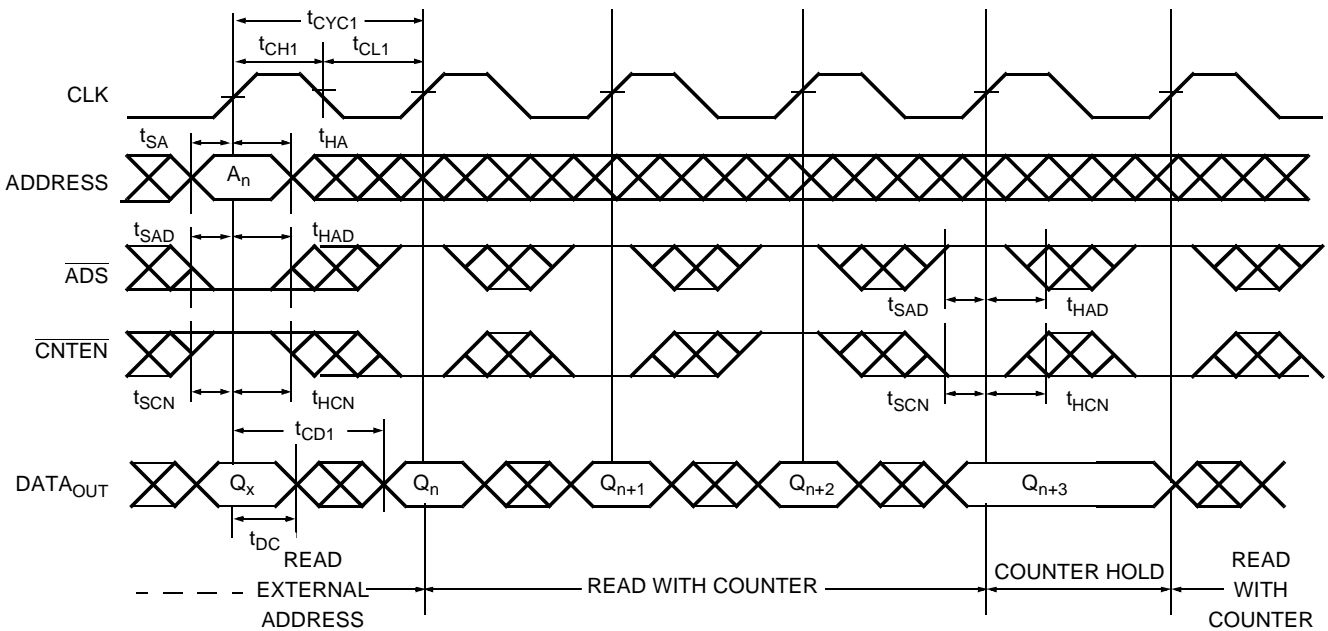 tCYC1
tCH1 tCL1
CLK
tSA tHA
ADDRESS An
tSAD tHAD
ADS
tSAD tHAD
CNTEN
tSCN tHCN tSCN tHCN
tCD1
DATAOUT Qx Qn Qn+1 Qn+2 Qn+3
tDC
READ EXTERNAL ADDRESS
READ WITH COUNTER
COUNTER HOLD
READ WITH COUNTER